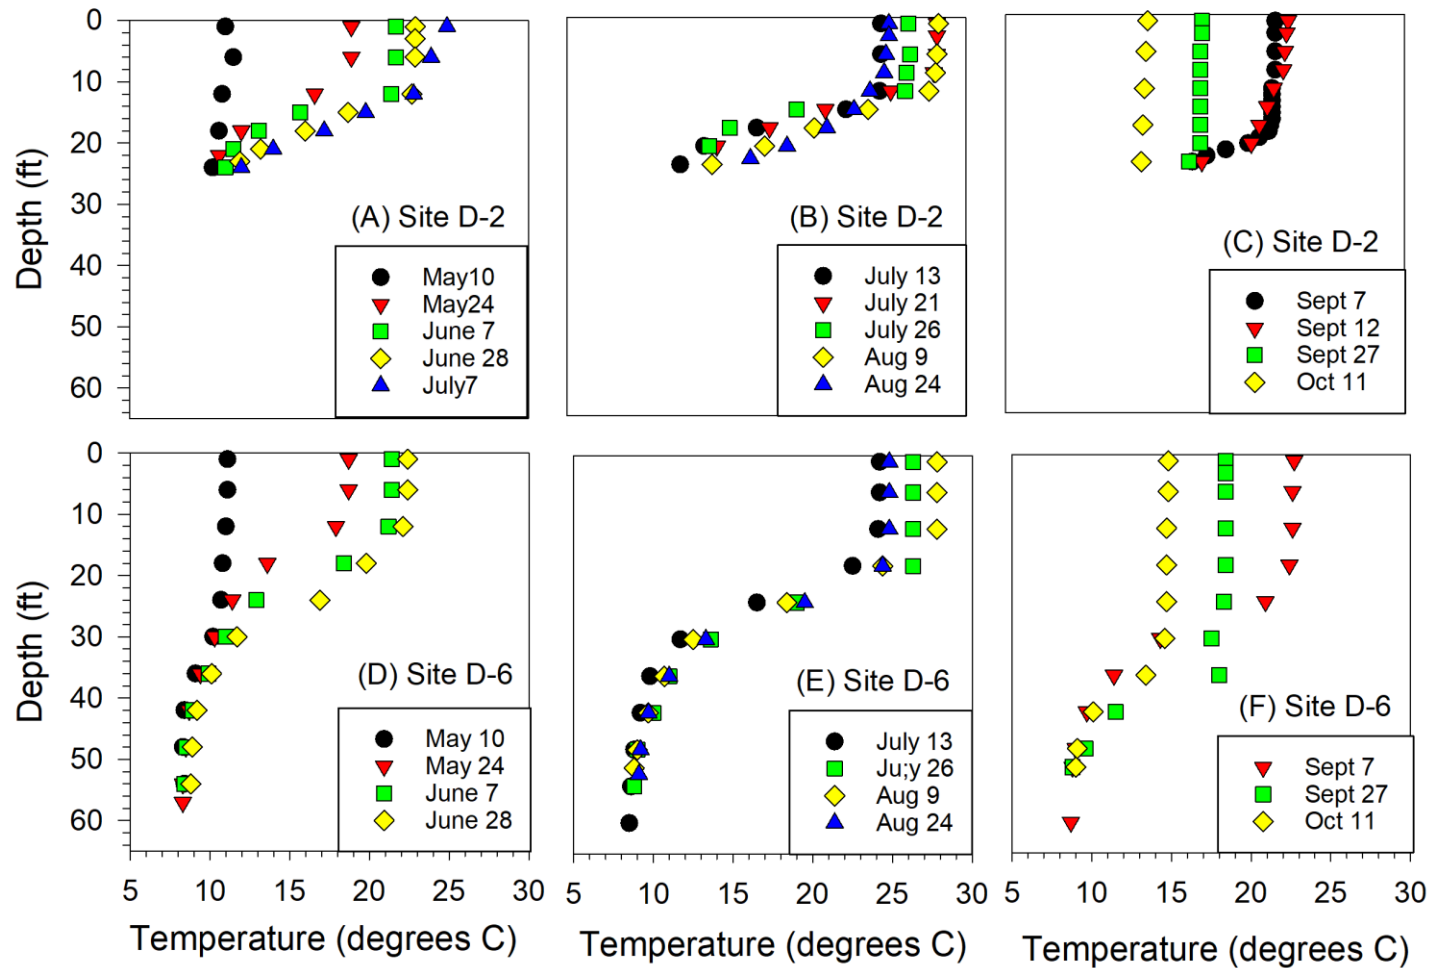 Depth (ft)
0
10
20
30
40
50
60
(A) Site D-2
May10
May24
June 7
June 28
July7
(B) Site D-2
July 13
July 21
July 26
Aug 9
Aug 24
(C) Site D-2
Sept 7
Sept 12
Sept 27
Oct 11
Depth (ft)
0
10
20
30
40
50
60
(D) Site D-6
May 10
May 24
June 7
June 28
(E) Site D-6
July 13
Ju;y 26
Aug 9
Aug 24
(F) Site D-6
Sept 7
Sept 27
Oct 11
5 10 15 20 25 30
5 10 15 20 25 30
5 10 15 20 25 30
Temperature (degrees C)
Temperature (degrees C)
Temperature (degrees C)